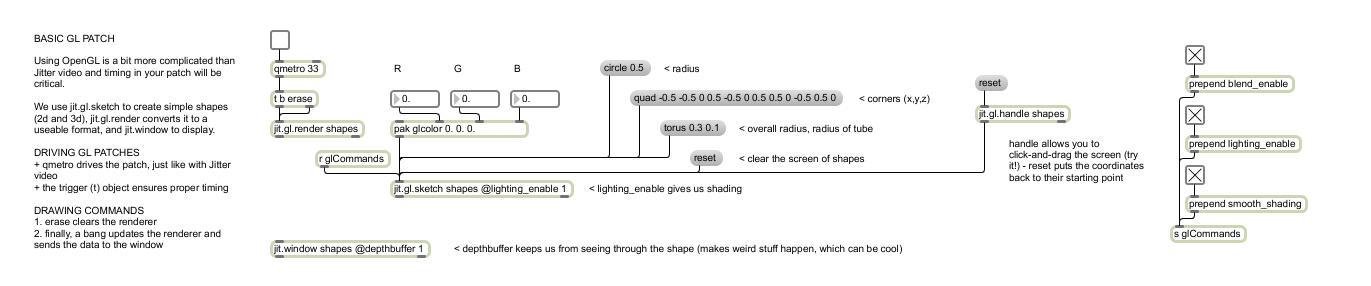 BASIC GL PATCH
Using OpenGL is a bit more complicated than
Jitter video and timing in your patch will be
critical.
We use jit.gl.sketch to create simple shapes
(2d and 3d), jit.gl.render converts it to a
useable format, and jit.window to display.
DRIVING GL PATCHES
+ qmetro drives the patch, just like with Jitter
video
+ the trigger (t) object ensures proper timing
DRAWING COMMANDS
1. erase clears the renderer
2. finally, a bang updates the renderer and
sends the data to the window
qmetro 33
t b erase
jit.gl.render shapes
R G B
0. 0. 0.
pak glcolor 0. 0. 0.
r glCommands
circle 0.5 < radius
quad -0.5 -0.5 0 0.5 -0.5 0 0.5 0.5 0 -0.5 0.5 0 < corners (x,y,z)
torus 0.3 0.1 < overall radius, radius of tube
reset < clear the screen of shapes
jit.gl.sketch shapes @lighting_enable 1 < lighting_enable gives us shading
jit.window shapes @depthbuffer 1 < depthbuffer keeps us from seeing through the shape (makes weird stuff happen, which can be cool)
reset
jit.gl.handle shapes
handle allows you to
click-and-drag the screen (try
it!) - reset puts the coordinates
back to their starting point
prepend blend_enable
prepend lighting_enable
prepend smooth_shading
s glCommands